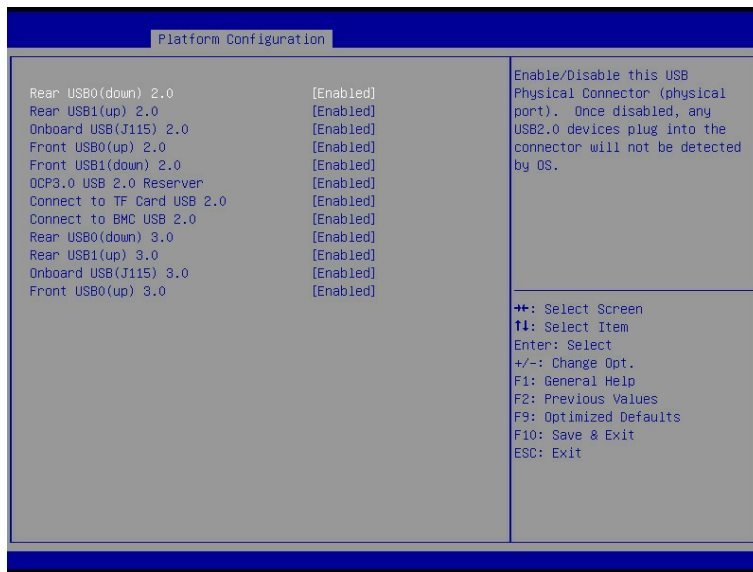 Platform Configuration
Rear USB0(down) 2.0 [Enabled]
Rear USB1(up) 2.0 [Enabled]
Onboard USB(J115) 2.0 [Enabled]
Front USB0(up) 2.0 [Enabled]
Front USB1(down) 2.0 [Enabled]
OCP3.0 USB 2.0 Reserver [Enabled]
Connect to TF Card USB 2.0 [Enabled]
Connect to BMC USB 2.0 [Enabled]
Rear USB0(down) 3.0 [Enabled]
Rear USB1(up) 3.0 [Enabled]
Onboard USB(J115) 3.0 [Enabled]
Front USB0(up) 3.0 [Enabled]
Enable/Disable this USB
Physical Connector (physical
port). Once disabled, any
USB2.0 devices plug into the
connector will not be detected
by OS.
→←: Select Screen
↑↓: Select Item
Enter: Select
+/-: Change Opt.
F1: General Help
F2: Previous Values
F9: Optimized Defaults
F10: Save & Exit
ESC: Exit